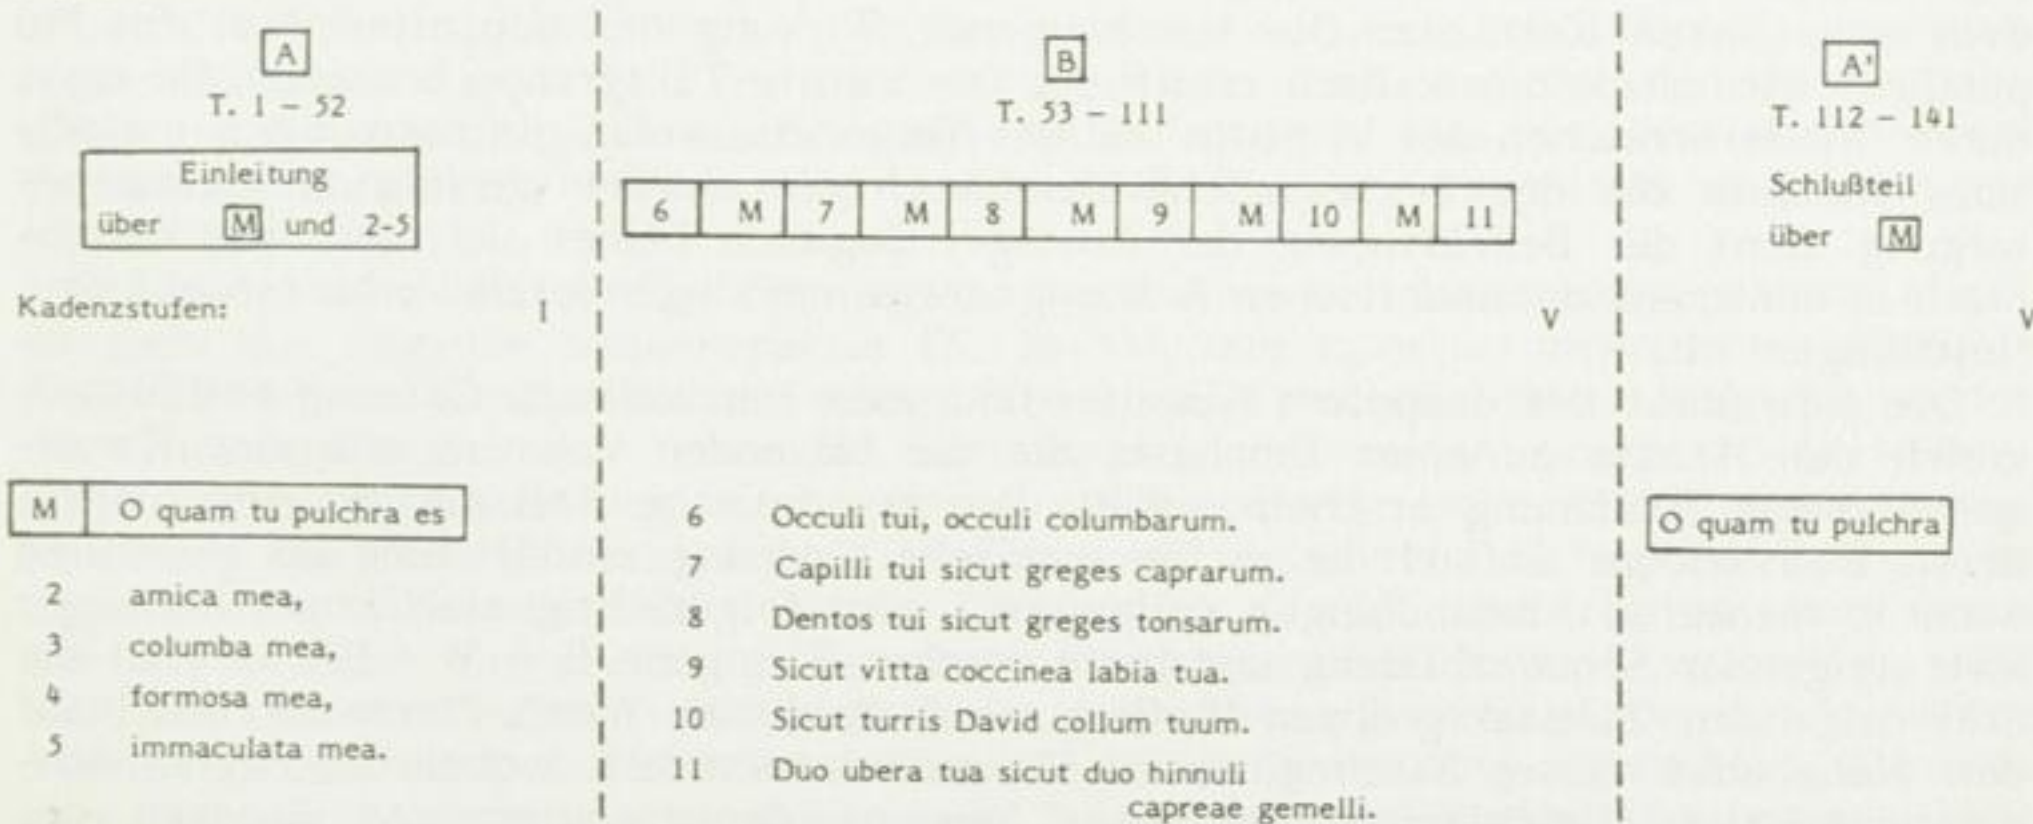 A
T. 1 – 52
Einleitung
über M und 2-5
Kadenzstufen: I
M O quam tu pulchra es
2 amica mea,
3 columba mea,
4 formosa mea,
5 immaculata mea.
B
T. 53 – 111
6 M 7 M 8 M 9 M 10 M 11
V
6 Occuli tui, occuli columbarum.
7 Capilli tui sicut greges caprarum.
8 Dentos tui sicut greges tonsarum.
9 Sicut vitta coccinea labia tua.
10 Sicut turris David collum tuum.
11 Duo ubera tua sicut duo hinnuli
capreae gemelli.
A'
T. 112 – 141
Schlußteil
über M
V
O quam tu pulchra